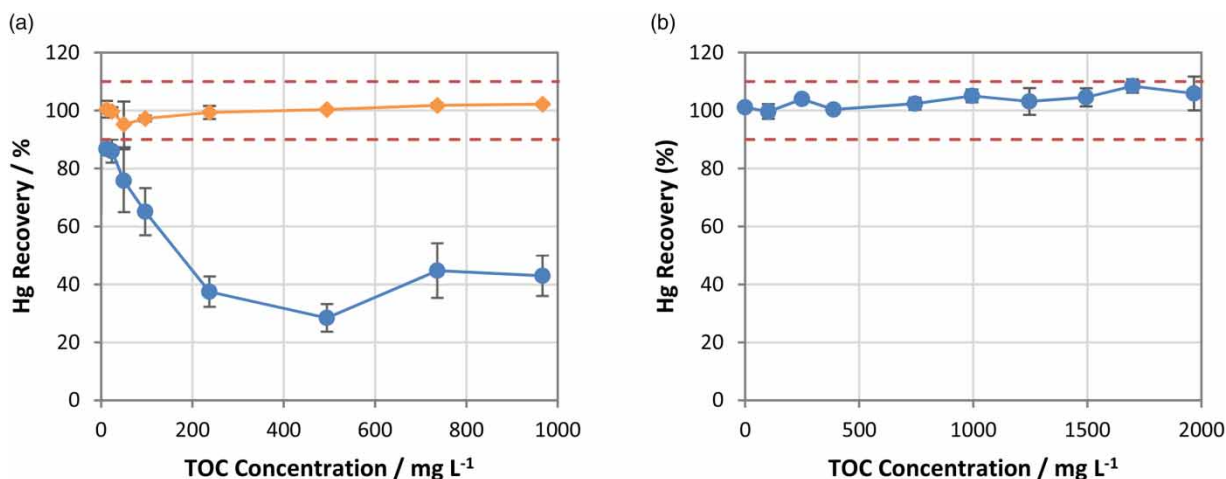 (a)
120
100
80
60
40
20
0
Hg Recovery / %
0 200 400 600 800 1000
TOC Concentration / mg L⁻¹
(b)
120
100
80
60
40
20
0
Hg Recovery (%)
0 500 1000 1500 2000
TOC Concentration / mg L⁻¹